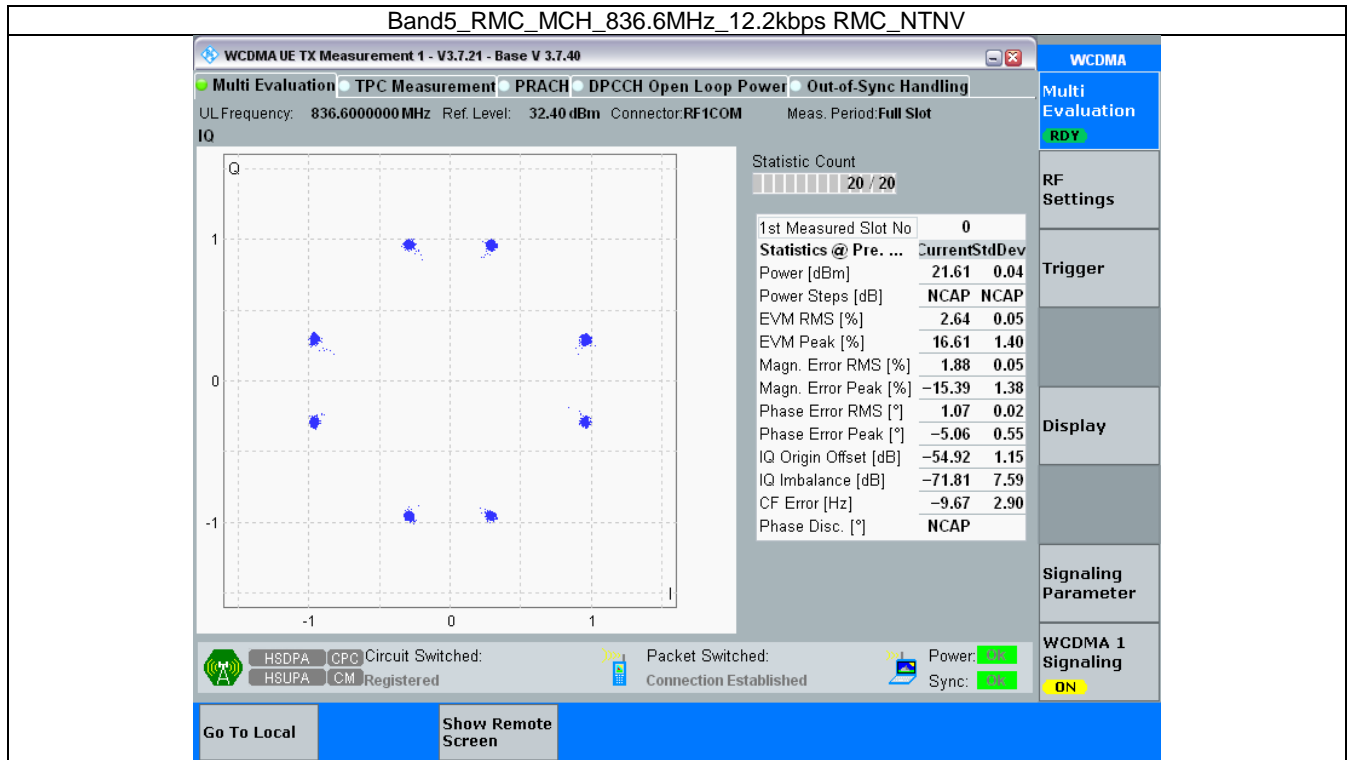 Band5_RMC_MCH_836.6MHz_12.2kbps RMC_NTNV
WCDMA UE TX Measurement 1 - V3.7.21 - Base V 3.7.40
WCDMA
Multi Evaluation TPC Measurement PRACH DPCCH Open Loop Power Out-of-Sync Handling
UL Frequency: 836.6000000 MHz Ref. Level: 32.40 dBm Connector:RF1COM Meas. Period:Full Slot
IQ
Q
1
0
-1
-1 0 1
I
Statistic Count
20 / 20
1st Measured Slot No 0
Statistics @ Pre. ... Current StdDev
Power [dBm] 21.61 0.04
Power Steps [dB] NCAP NCAP
EVM RMS [%] 2.64 0.05
EVM Peak [%] 16.61 1.40
Magn. Error RMS [%] 1.88 0.05
Magn. Error Peak [%] −15.39 1.38
Phase Error RMS [°] 1.07 0.02
Phase Error Peak [°] −5.06 0.55
IQ Origin Offset [dB] −54.92 1.15
IQ Imbalance [dB] −71.81 7.59
CF Error [Hz] −9.67 2.90
Phase Disc. [°] NCAP
Multi
Evaluation
RDY
RF
Settings
Trigger
Display
Signaling
Parameter
WCDMA 1
Signaling
ON
HSDPA CPC Circuit Switched: Packet Switched: Power: Ok
HSUPA CM Registered Connection Established Sync: Ok
Go To Local
Show Remote
Screen